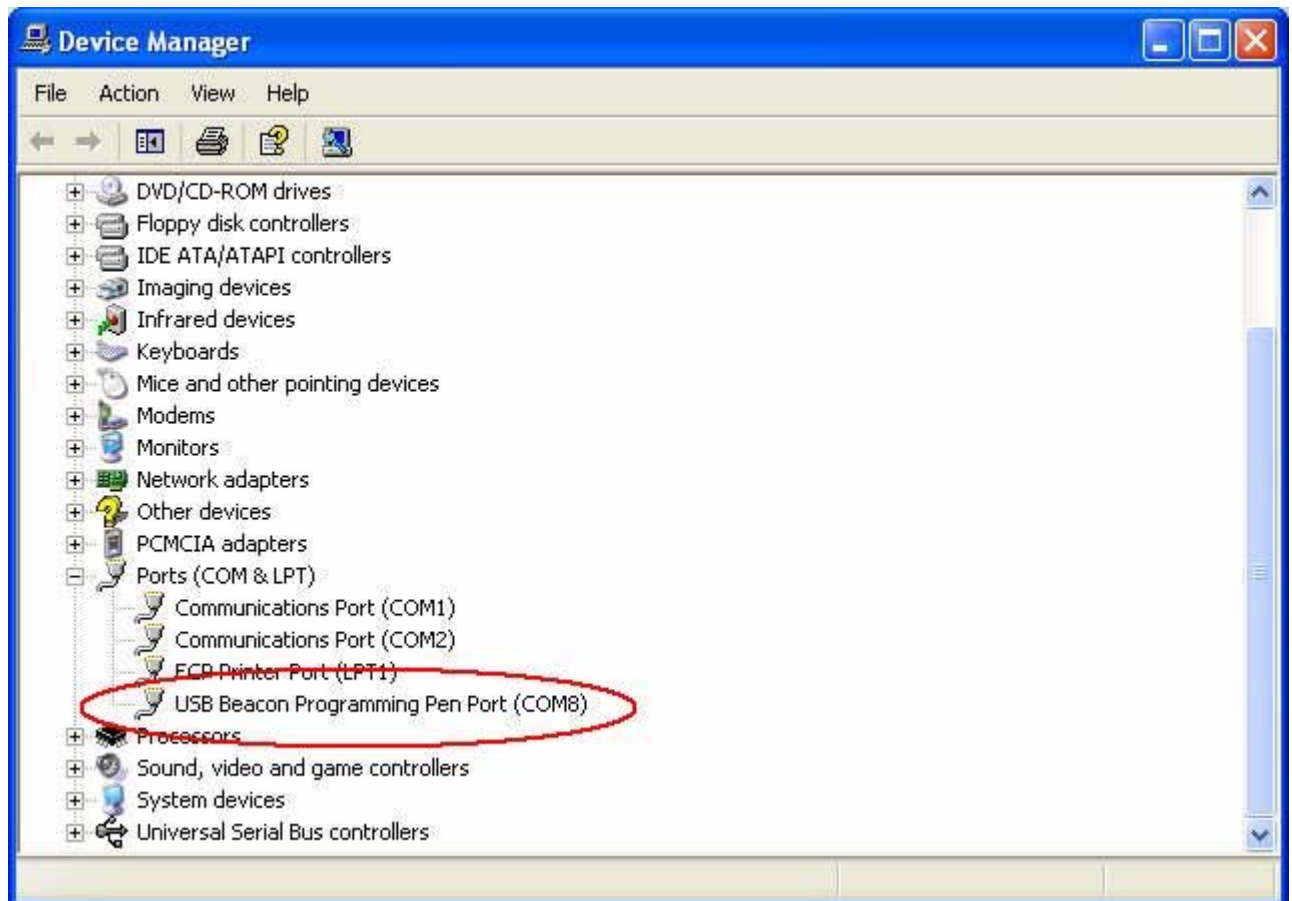 Device Manager
File Action View Help
DVD/CD-ROM drives
Floppy disk controllers
IDE ATA/ATAPI controllers
Imaging devices
Infrared devices
Keyboards
Mice and other pointing devices
Modems
Monitors
Network adapters
Other devices
PCMCIA adapters
Ports (COM & LPT)
Communications Port (COM1)
Communications Port (COM2)
ECP Printer Port (LPT1)
USB Beacon Programming Pen Port (COM8)
Processors
Sound, video and game controllers
System devices
Universal Serial Bus controllers